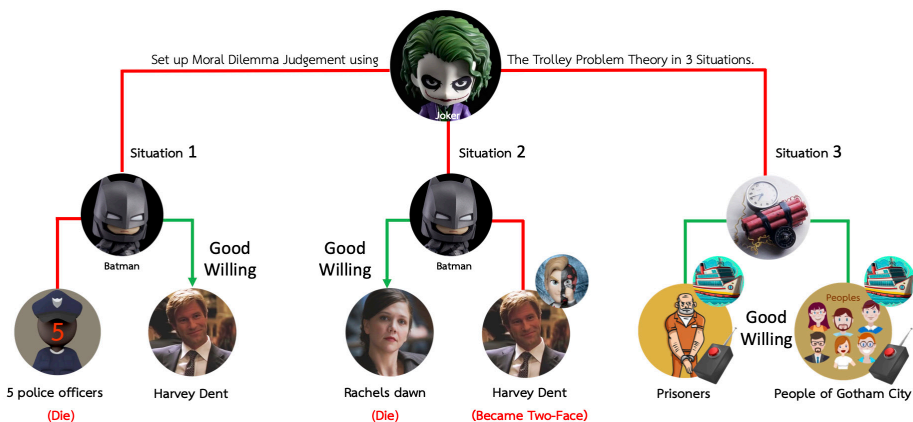 Set up Moral Dilemma Judgement using
The Trolley Problem Theory in 3 Situations.
Joker
Situation 1
Situation 2
Situation 3
Batman
Good
Willing
Good
Willing
Batman
5
Peoples
Good
Willing
5 police officers
(Die)
Harvey Dent
Rachels dawn
(Die)
Harvey Dent
(Became Two-Face)
Prisoners
People of Gotham City